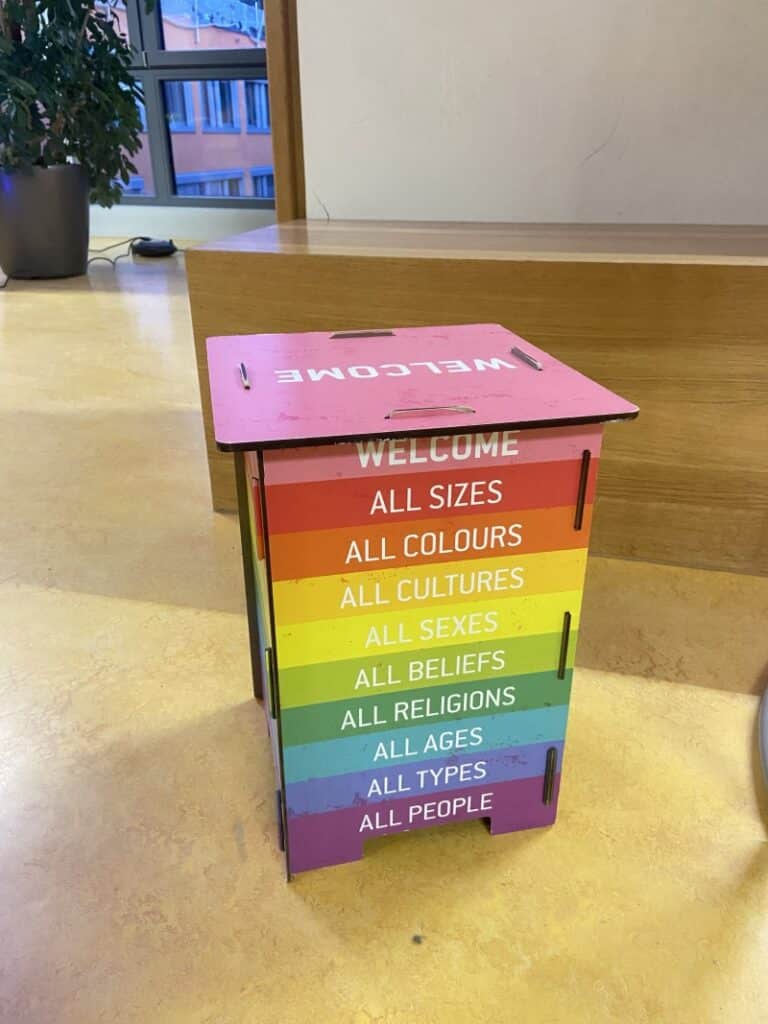 WELCOME
WELCOME
ALL SIZES
ALL COLOURS
ALL CULTURES
ALL SEXES
ALL BELIEFS
ALL RELIGIONS
ALL AGES
ALL TYPES
ALL PEOPLE